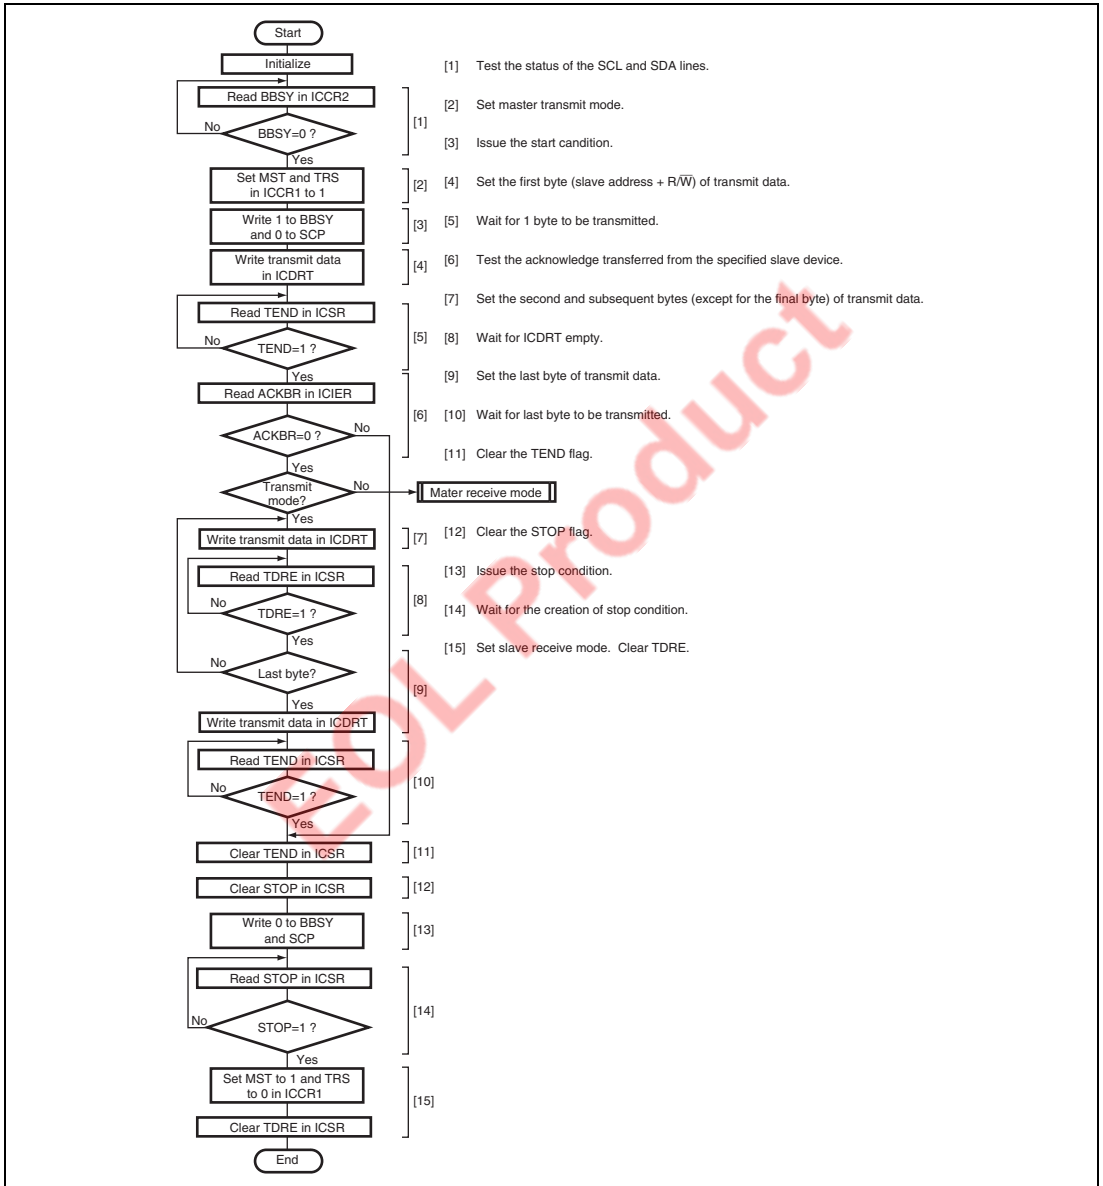 Start
Initialize
Read BBSY in ICCR2
No
BBSY=0 ?
[1]
Yes
Set MST and TRS
in ICCR1 to 1
[2]
Write 1 to BBSY
and 0 to SCP
[3]
Write transmit data
in ICDRT
[4]
Read TEND in ICSR
No
TEND=1 ?
[5]
Yes
Read ACKBR in ICIER
[6]
ACKBR=0 ?
No
Yes
Transmit
mode?
No
Mater receive mode
Yes
Write transmit data in ICDRT
[7]
Read TDRE in ICSR
No
TDRE=1 ?
[8]
Yes
No
Last byte?
[9]
Yes
Write transmit data in ICDRT
Read TEND in ICSR
No
TEND=1 ?
[10]
Yes
Clear TEND in ICSR
[11]
Clear STOP in ICSR
[12]
Write 0 to BBSY
and SCP
[13]
Read STOP in ICSR
No
STOP=1 ?
[14]
Yes
Set MST to 1 and TRS
to 0 in ICCR1
[15]
Clear TDRE in ICSR
End
[1] Test the status of the SCL and SDA lines.
[2] Set master transmit mode.
[3] Issue the start candition.
[4] Set the first byte (slave address + R/W̅) of transmit data.
[5] Wait for 1 byte to be transmitted.
[6] Test the acknowledge transferred from the specified slave device.
[7] Set the second and subsequent bytes (except for the final byte) of transmit data.
[8] Wait for ICDRT empty.
[9] Set the last byte of transmit data.
[10] Wait for last byte to be transmitted.
[11] Clear the TEND flag.
[12] Clear the STOP flag.
[13] Issue the stop condition.
[14] Wait for the creation of stop condition.
[15] Set slave receive mode. Clear TDRE.
EOL Product